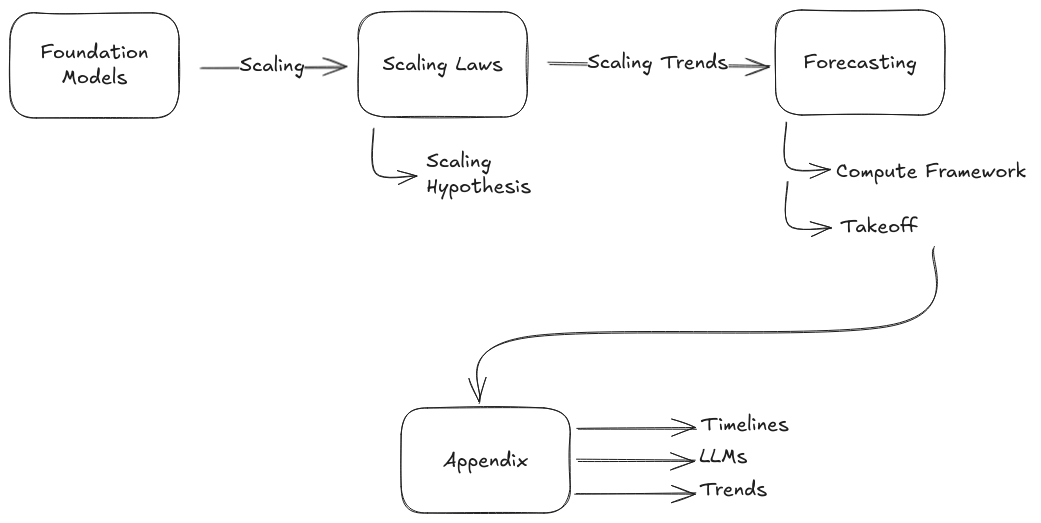 Foundation
Models
Scaling
Scaling Laws
Scaling Trends
Forecasting
Scaling
Hypothesis
Compute Framework
Takeoff
Appendix
Timelines
LLMs
Trends